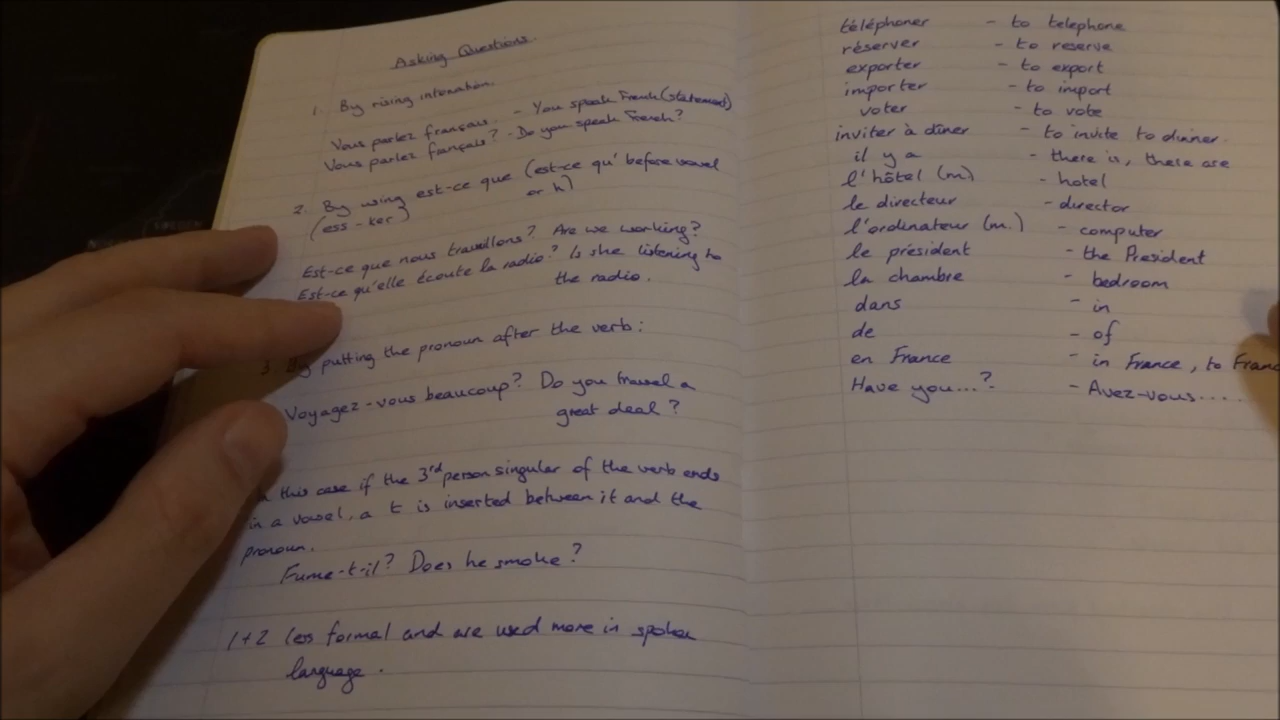 Asking Questions.
1. By rising intonation.
Vous parlez français. - You speak French (statement)
Vous parlez français? - Do you speak French?
2. By using est-ce que (est-ce qu' before vowel
(ess-ker) or h)
Est-ce que nous travaillons? Are we working?
Est-ce qu'elle écoute la radio? Is she listening to
the radio.
3. By putting the pronoun after the verb:
Voyagez-vous beaucoup? Do you travel a
great deal?
this case if the 3rd person singular of the verb ends
in a vowel, a t is inserted between it and the
pronoun.
Fume-t-il? Does he smoke?
1+2 less formal and are used more in spoken
language.
téléphoner - to telephone
réserver - to reserve
exporter - to export
importer - to import
voter - to vote
inviter à dîner - to invite to dinner.
il y a - there is, there are
l'hôtel (m) - hotel
le directeur - director
l'ordinateur (m.) - computer
le président - the President
la chambre - bedroom
dans - in
de - of
en France - in France, to Franc
Have you...? - Avez-vous.....